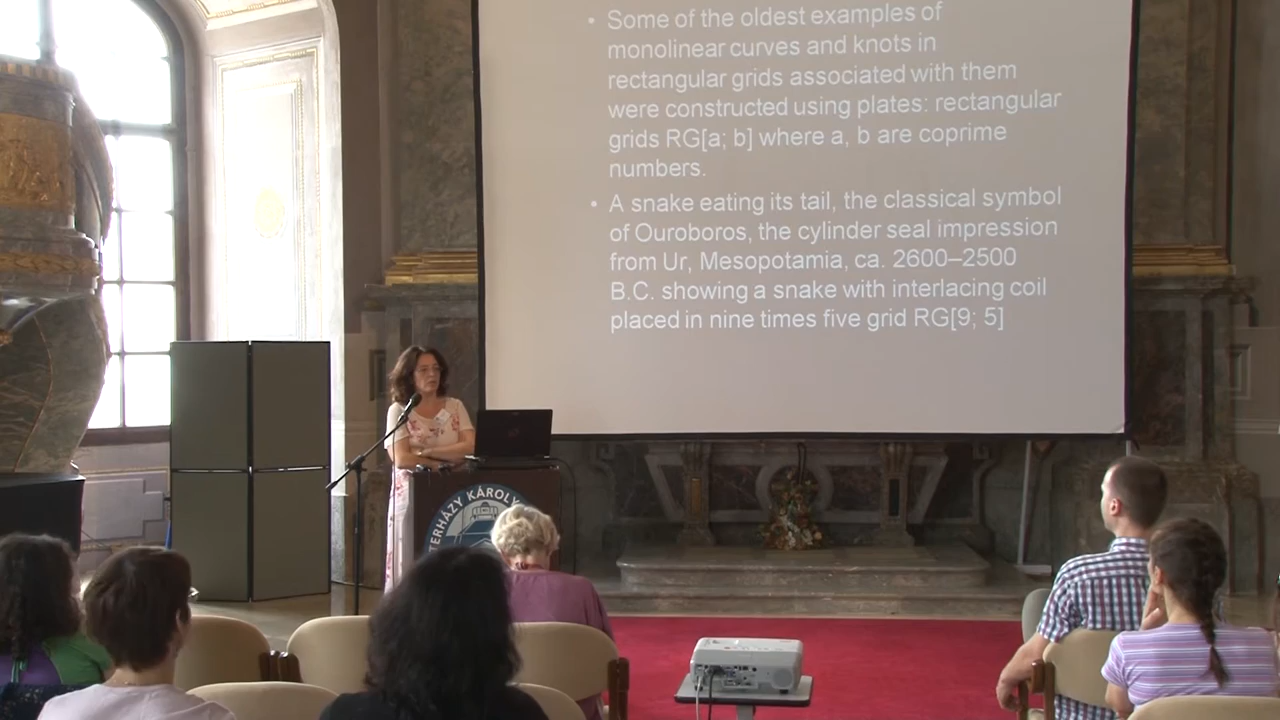 • Some of the oldest examples of
monolinear curves and knots in
rectangular grids associated with them
were constructed using plates: rectangular
grids RG[a; b] where a, b are coprime
numbers.
• A snake eating its tail, the classical symbol
of Ouroboros, the cylinder seal impression
from Ur, Mesopotamia, ca. 2600–2500
B.C. showing a snake with interlacing coil
placed in nine times five grid RG[9; 5]
TERHÁZY KÁROLY